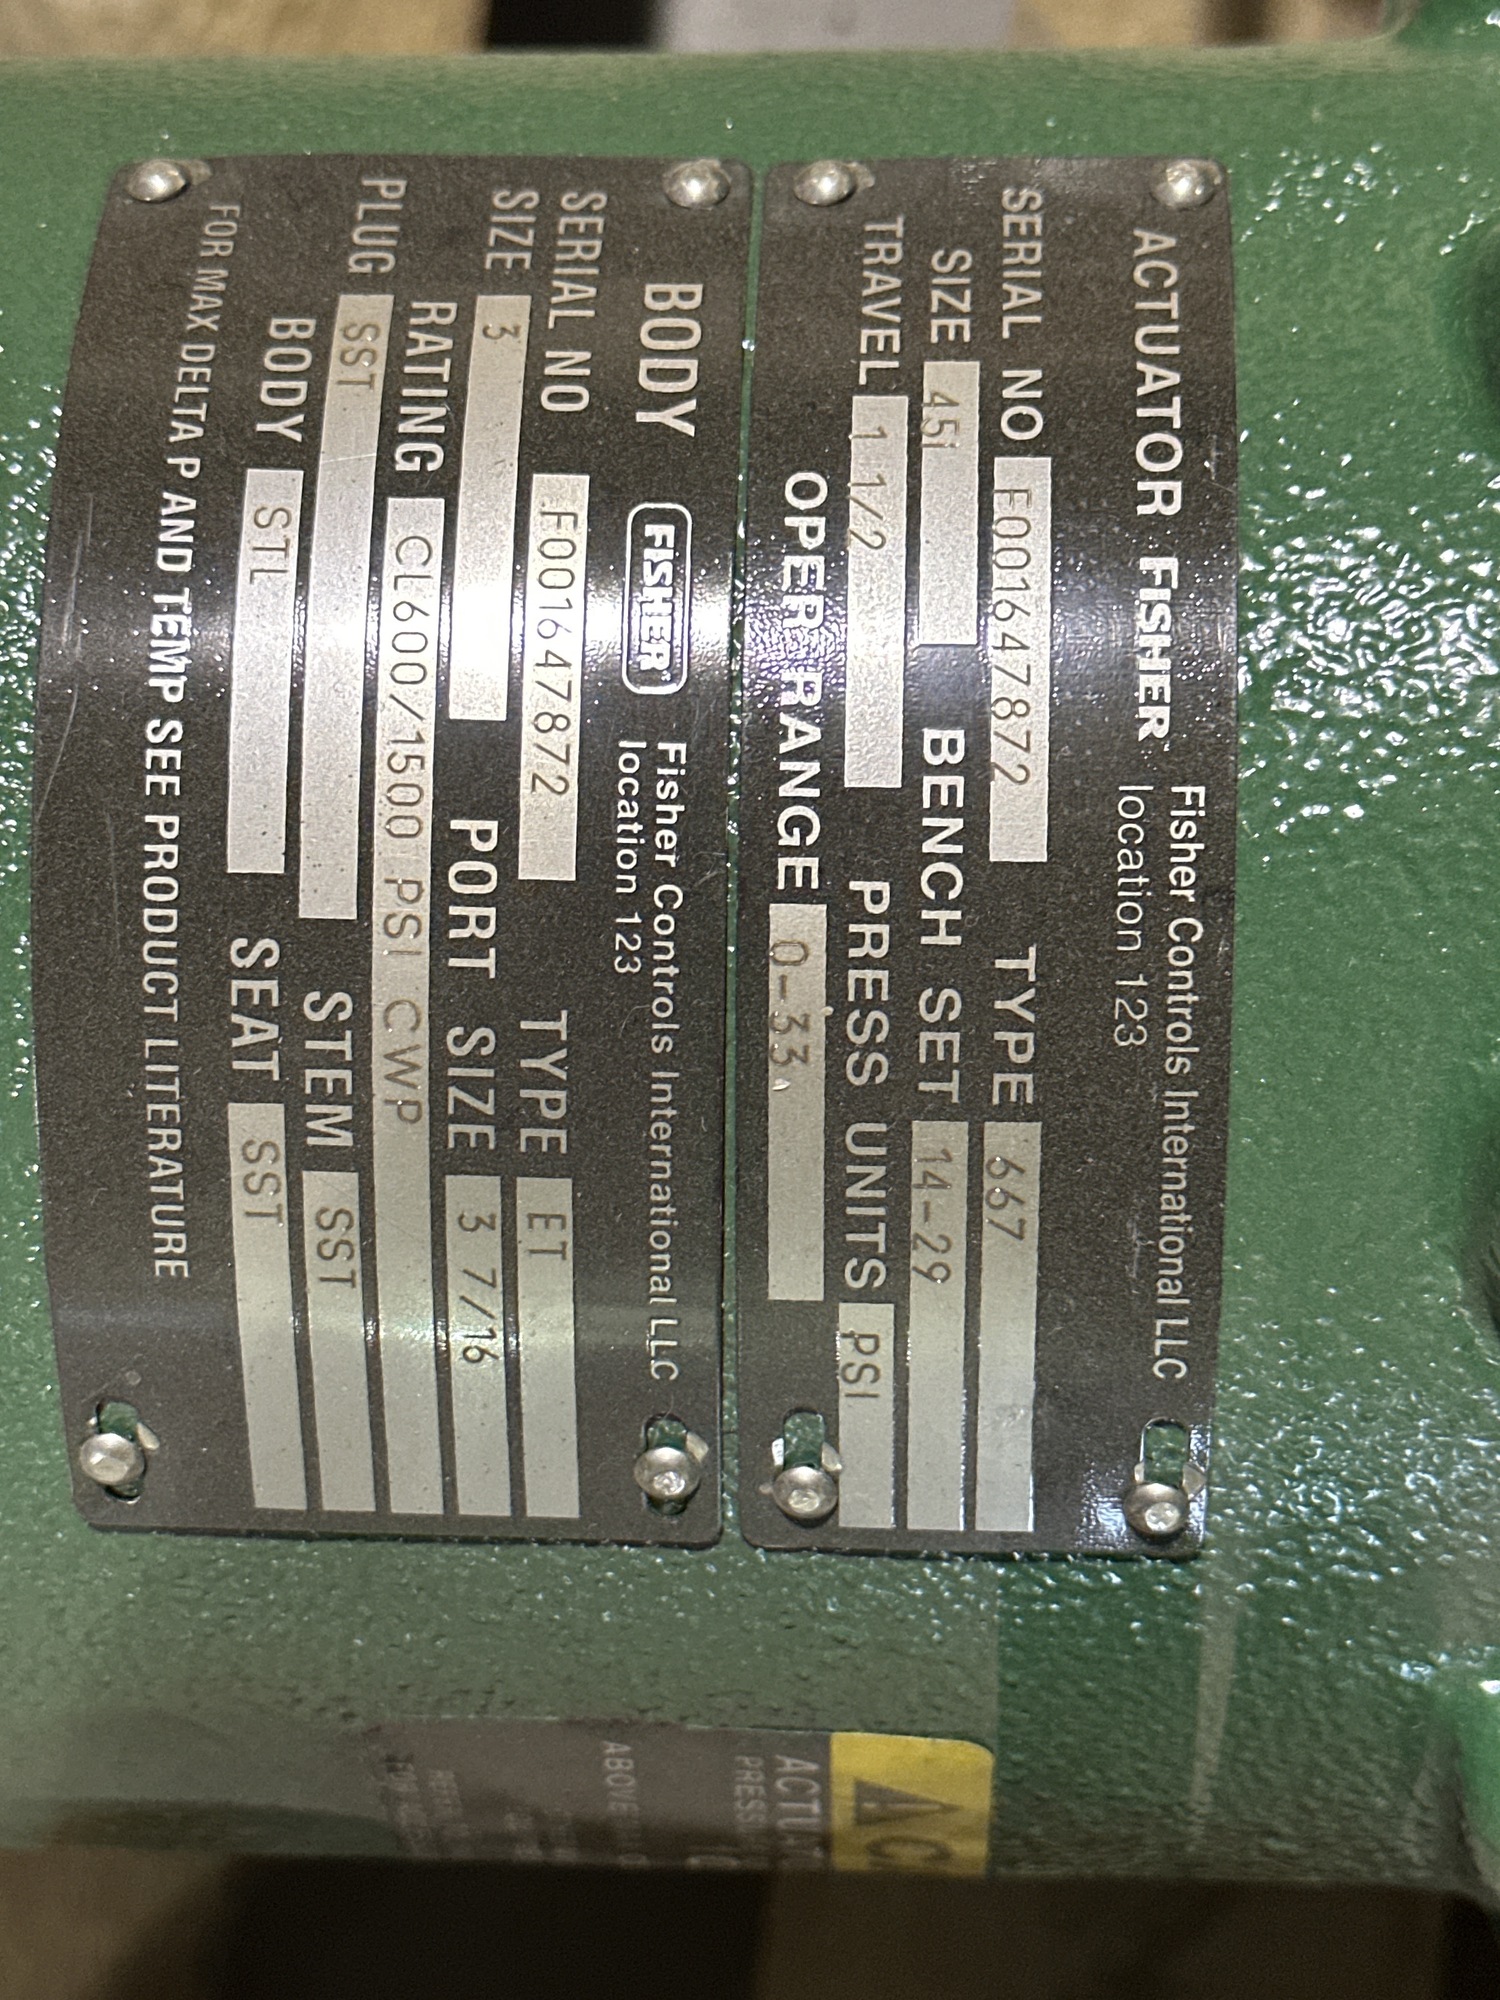 ACTUATOR FISHER Fisher Controls International LLC
location 123
SERIAL NO F001647872 TYPE 667
SIZE 45i BENCH SET 14-29
TRAVEL 1 1/2 PRESS UNITS PSI
OPER RANGE 0-33
BODY FISHER Fisher Controls International LLC
location 123
SERIAL NO F001647872 TYPE ET
SIZE 3 PORT SIZE 3 7/16
RATING CL600/1500 PSI CWP
PLUG SST STEM SST
BODY STL SEAT SST
FOR MAX DELTA P AND TEMP SEE PRODUCT LITERATURE
ABOVE